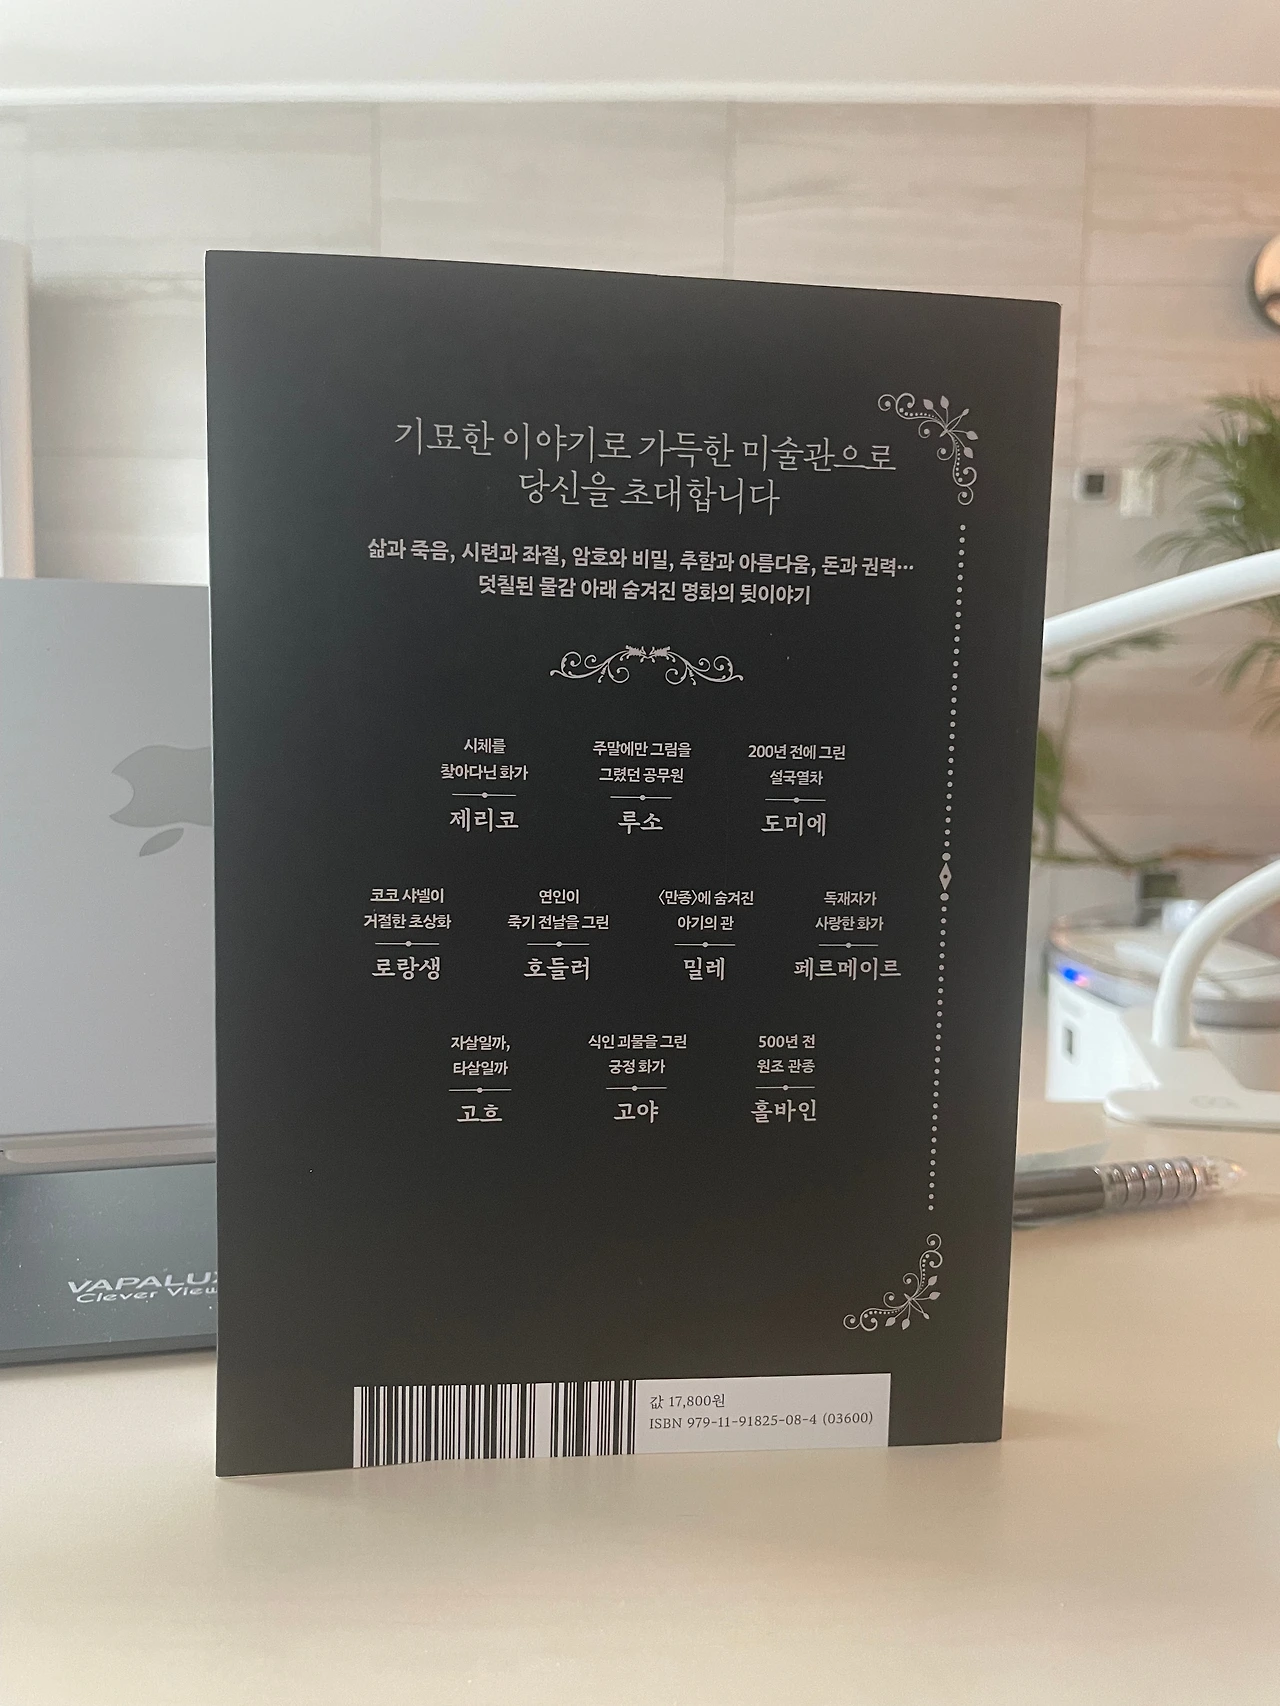 기묘한 이야기로 가득한 미술관으로
당신을 초대합니다
삶과 죽음, 시련과 좌절, 암호와 비밀, 추함과 아름다움, 돈과 권력…
덧칠된 물감 아래 숨겨진 명화의 뒷이야기
시체를
찾아다닌 화가
제리코
주말에만 그림을
그렸던 공무원
루소
200년 전에 그린
설국열차
도미에
코코 샤넬이
거절한 초상화
로랑생
연인이
죽기 전날을 그린
호들러
〈만종〉에 숨겨진
아기의 관
밀레
독재자가
사랑한 화가
페르메이르
자살일까,
타살일까
고흐
식인 괴물을 그린
궁정 화가
고야
500년 전
원조 관종
홀바인
값 17,800원
ISBN 979-11-91825-08-4 (03600)
VAPALUX
Clever View